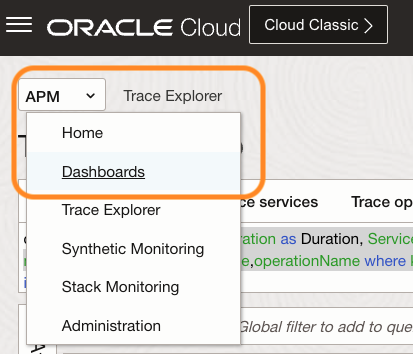 ORACLE Cloud
Cloud Classic >
APM
Trace Explorer
Home
Dashboards
ce services
Trace op
Trace Explorer
ation as Duration, Service
Synthetic Monitoring
e,operationName where
Stack Monitoring
Administration
Global filter to add to que